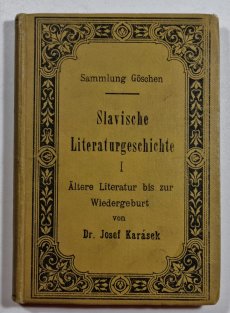 Sammlung Göschen
Slavische
Literaturgeschichte
I
Ältere Literatur bis zur
Wiedergeburt
von
Dr. Josef Karásek